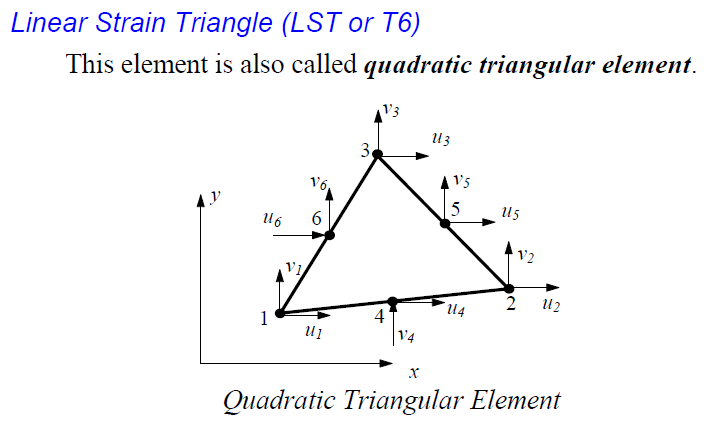 Linear Strain Triangle (LST or T6)
This element is also called quadratic triangular element.
v3
u3
3
v6
v5
y
u6
6
5
u5
v2
v1
1
u1
4
u4
2
u2
v4
x
Quadratic Triangular Element